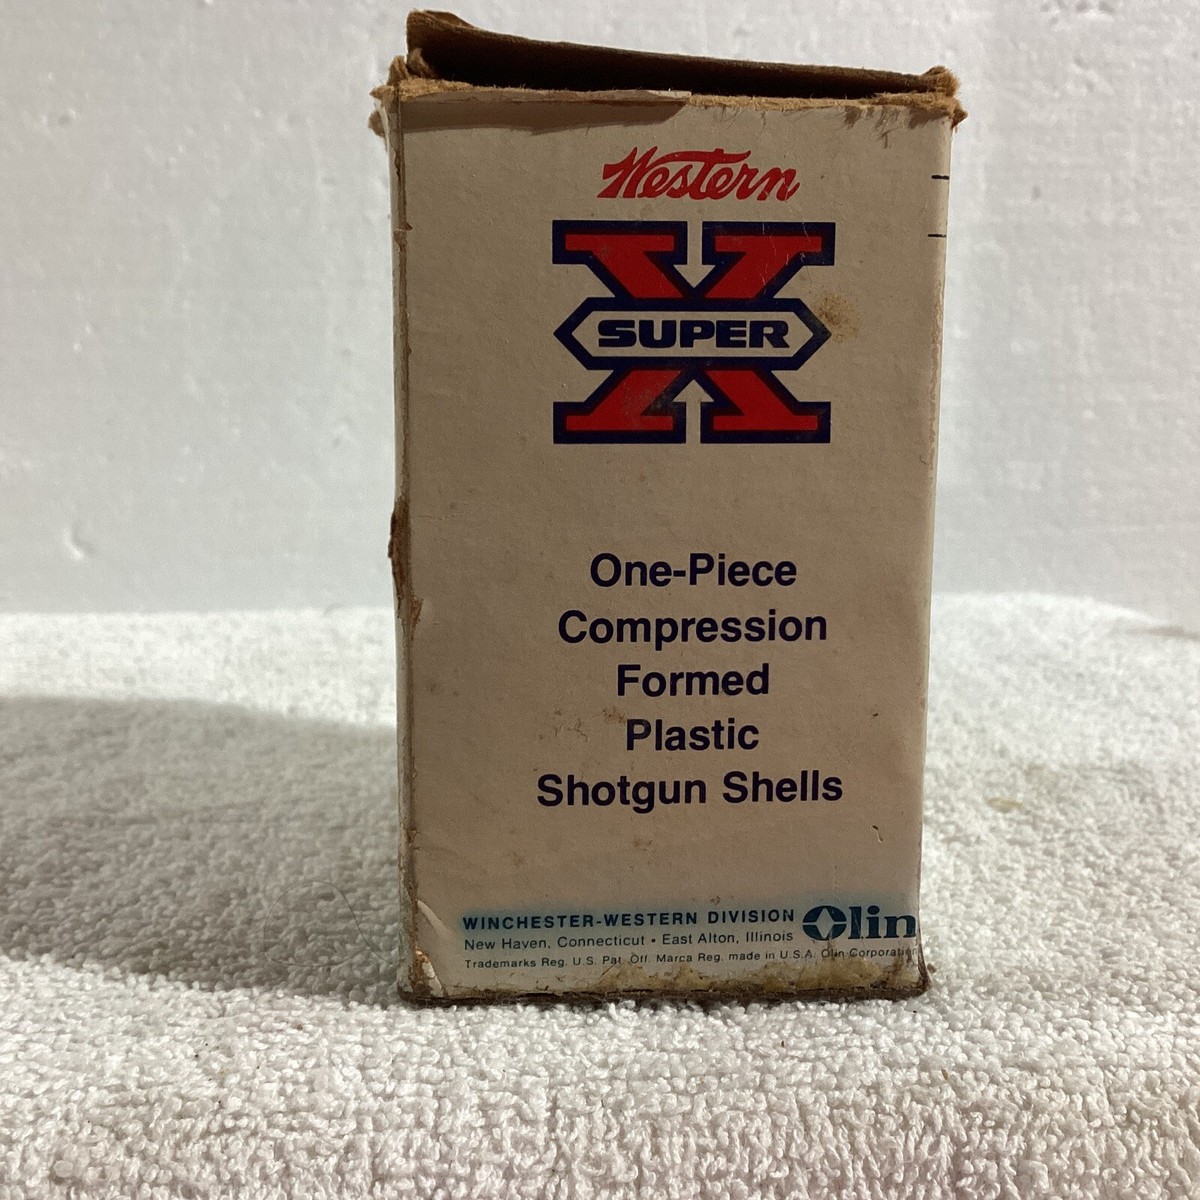 Western
SUPER X
One-Piece
Compression
Formed
Plastic
Shotgun Shells
WINCHESTER-WESTERN DIVISION Olin
New Haven, Connecticut • East Alton, Illinois
Trademarks Reg. U.S. Pat. Off. Marca Reg. made in U.S.A. Olin Corporation